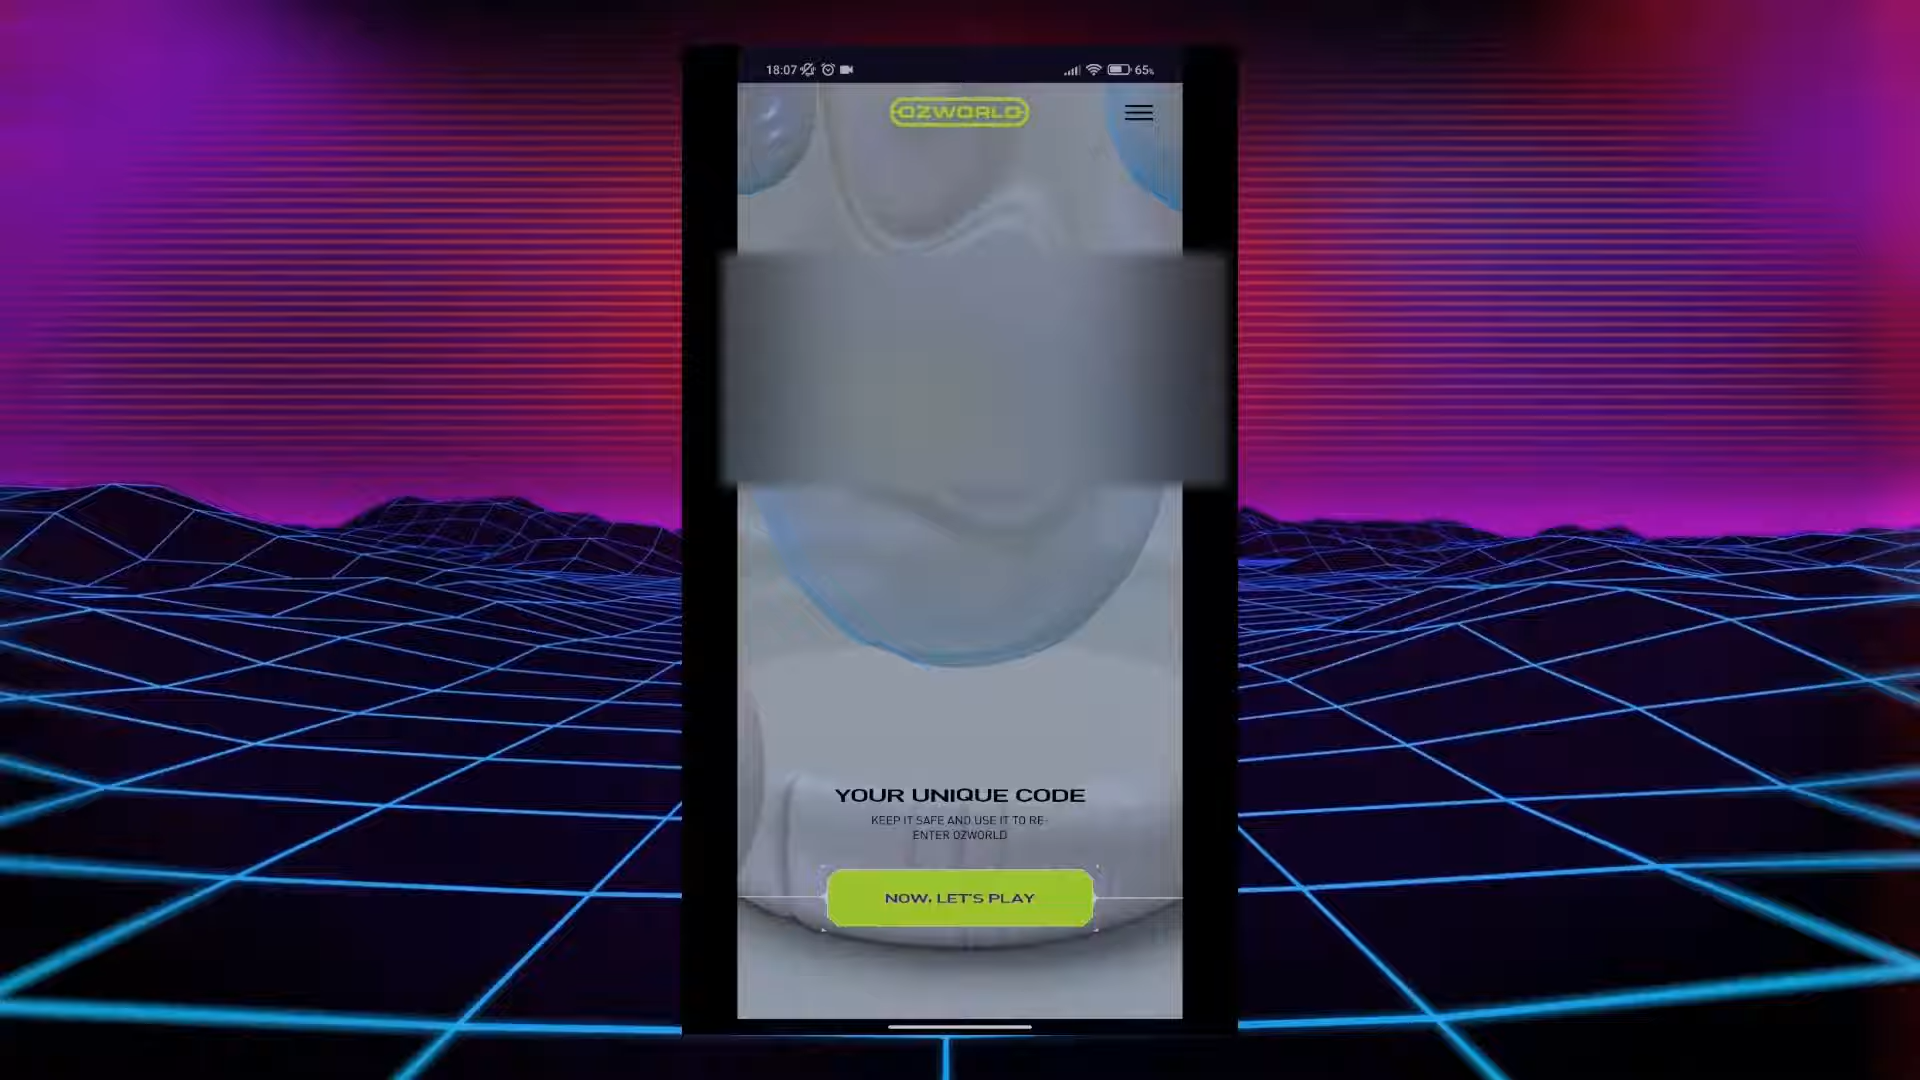 18:07
65%
OZWORLD
YOUR UNIQUE CODE
KEEP IT SAFE AND USE IT TO RE-
ENTER OZWORLD
NOW, LET'S PLAY